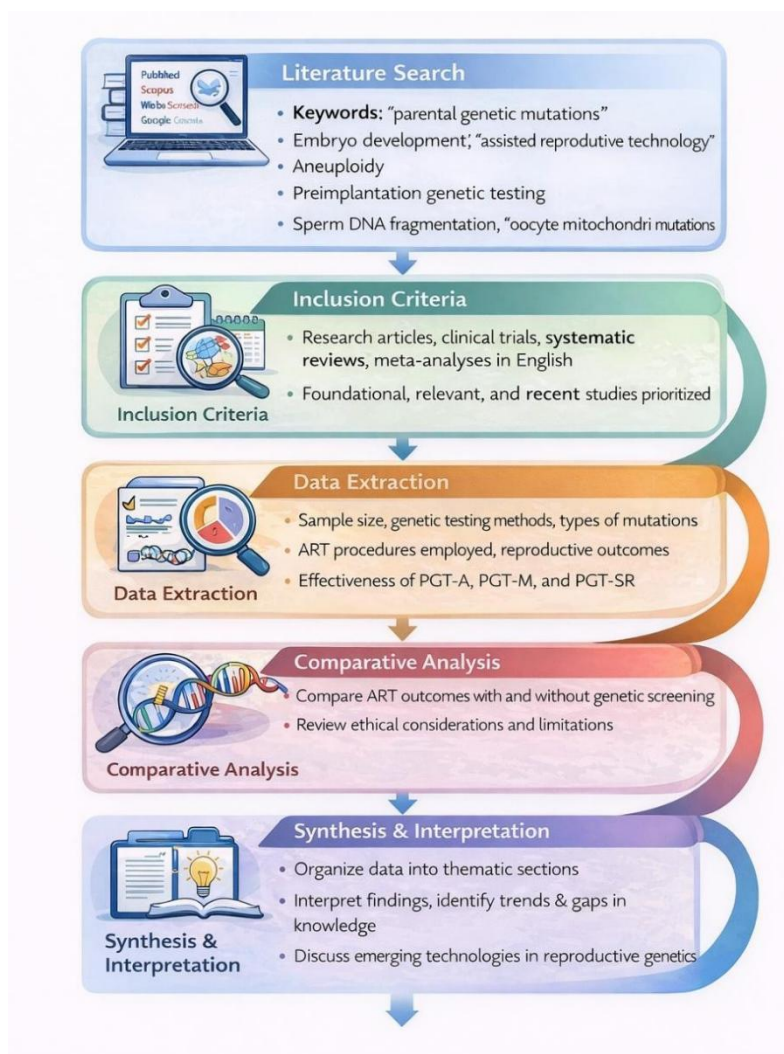 Pubhled
Scopus
Literature Search
• Keywords: “parental genetic mutations”
• Embryo development’, “assisted reproductive technology”
• Aneuploidy
• Preimplantation genetic testing
• Sperm DNA fragmentation, “oocyte mitochondri mutations
Inclusion Criteria
• Research articles, clinical trials, systematic
reviews, meta-analyses in English
• Foundational, relevant, and recent studies prioritized
Inclusion Criteria
Data Extraction
• Sample size, genetic testing methods, types of mutations
• ART procedures employed, reproductive outcomes
• Effectiveness of PGT-A, PGT-M, and PGT-SR
Data Extraction
Comparative Analysis
• Compare ART outcomes with and without genetic screening
• Review ethical considerations and limitations
Comparative Analysis
Synthesis & Interpretation
• Organize data into thematic sections
• Interpret findings, identify trends & gaps in
knowledge
• Discuss emerging technologies in reproductive genetics
Synthesis &
Interpretation